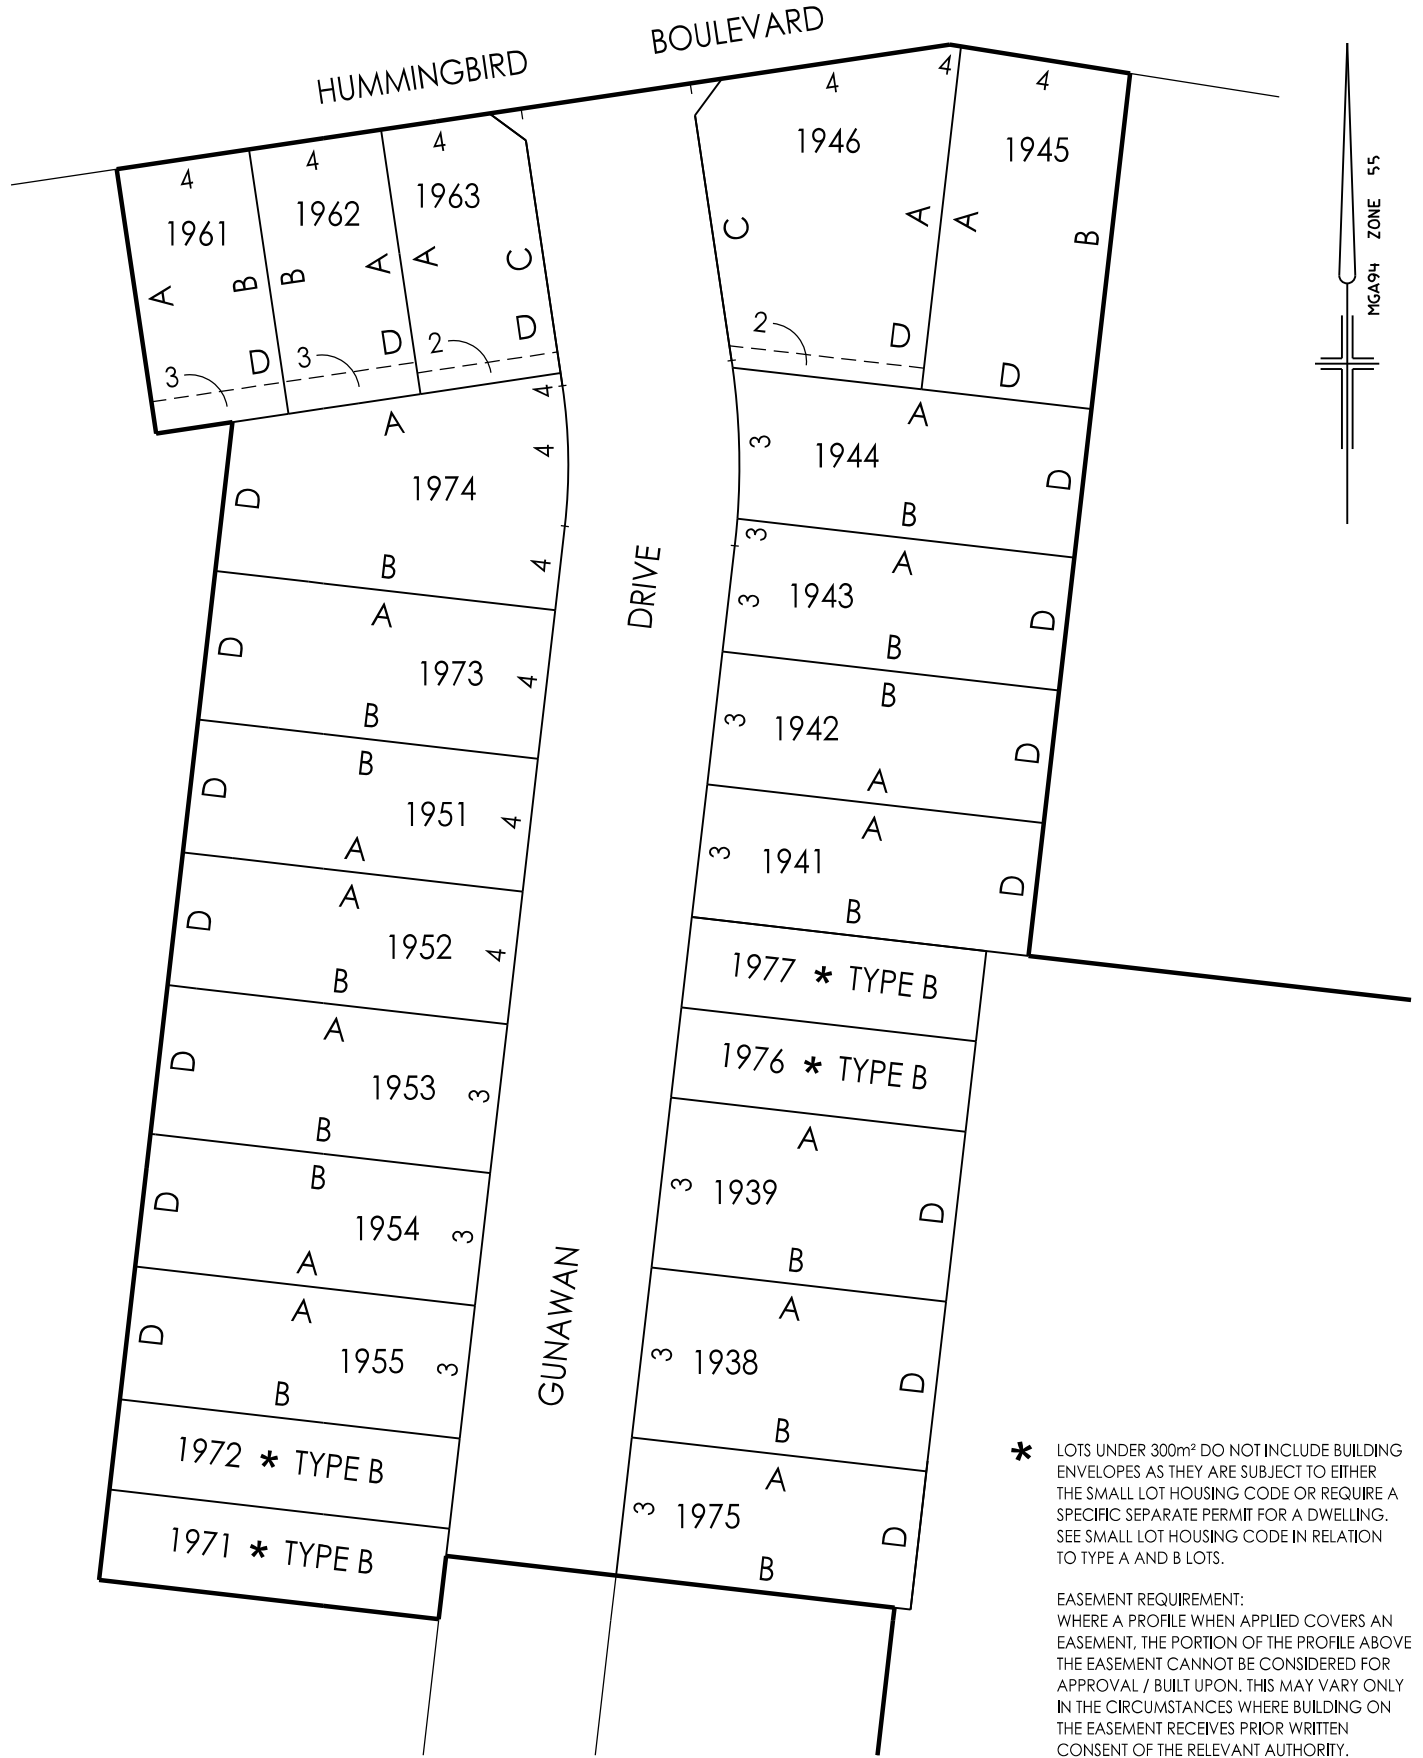 HUMMINGBIRD BOULEVARD
4 4 4 4 4 4
1961 1962 1963 1946 1945
A B B A A C C A A B
3 D 3 D 2 D 2 D D
MGA94 ZONE 55
A 4
D 1974 4
B 4
A
3 1944 D
B
A
D 1973 4
B
3 A
3 1943 D
B
DRIVE
B
D 1951 4
A
B
3 1942 D
A
A
D 1952 4
B
A
3 1941 D
B
A
D 1953 3
B
1977 * TYPE B
1976 * TYPE B
B
D 1954 3
A
A
3 1939 D
B
A
D 1955 3
B
GUNAWAN
A
3 1938 D
B
1972 * TYPE B
1971 * TYPE B
A
3 1975 D
B
* LOTS UNDER 300m² DO NOT INCLUDE BUILDING
ENVELOPES AS THEY ARE SUBJECT TO EITHER
THE SMALL LOT HOUSING CODE OR REQUIRE A
SPECIFIC SEPARATE PERMIT FOR A DWELLING.
SEE SMALL LOT HOUSING CODE IN RELATION
TO TYPE A AND B LOTS.
EASEMENT REQUIREMENT:
WHERE A PROFILE WHEN APPLIED COVERS AN
EASEMENT, THE PORTION OF THE PROFILE ABOVE
THE EASEMENT CANNOT BE CONSIDERED FOR
APPROVAL / BUILT UPON. THIS MAY VARY ONLY
IN THE CIRCUMSTANCES WHERE BUILDING ON
THE EASEMENT RECEIVES PRIOR WRITTEN
CONSENT OF THE RELEVANT AUTHORITY.